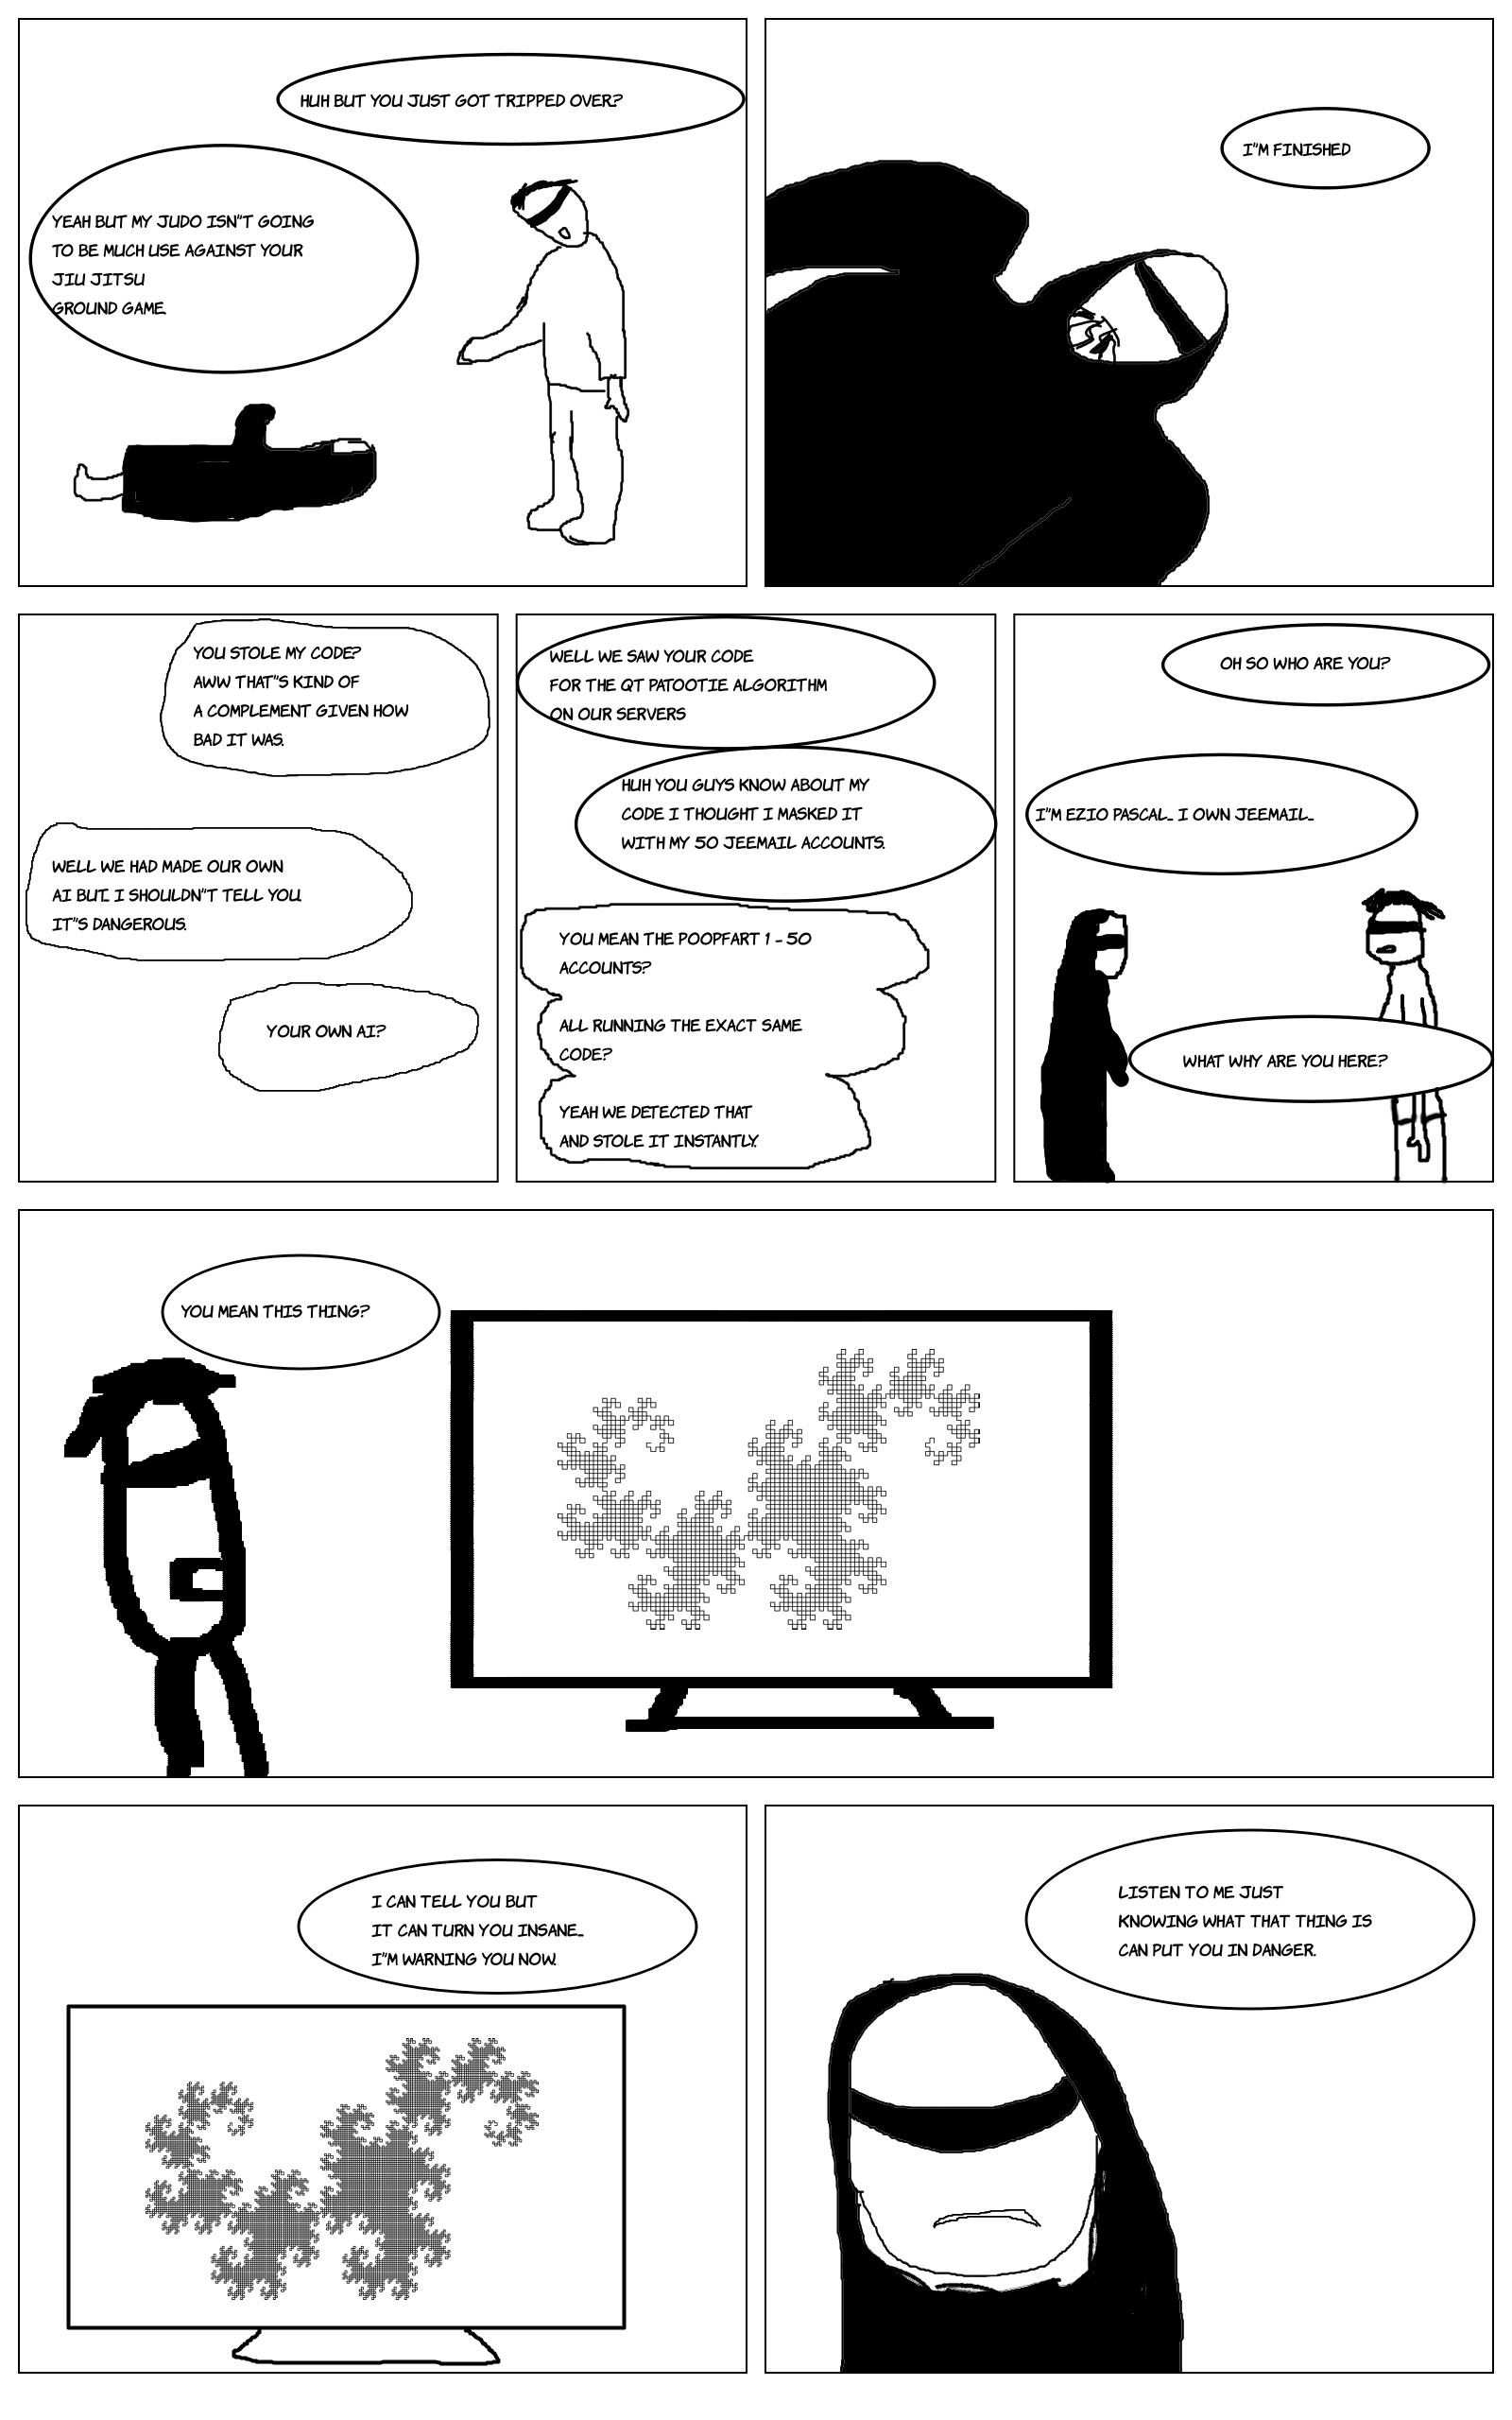 HUH BUT YOU JUST GOT TRIPPED OVER?
YEAH BUT MY JUDO ISN"T GOING
TO BE MUCH USE AGAINST YOUR
JIU JITSU
GROUND GAME.
I"M FINISHED
YOU STOLE MY CODE?
AWW THAT"S KIND OF
A COMPLEMENT GIVEN HOW
BAD IT WAS.
WELL WE HAD MADE OUR OWN
AI BUT.. I SHOULDN"T TELL YOU.
IT"S DANGEROUS.
YOUR OWN AI?
WELL WE SAW YOUR CODE
FOR THE QT PATOOTIE ALGORITHM
ON OUR SERVERS
HUH YOU GUYS KNOW ABOUT MY
CODE I THOUGHT I MASKED IT
WITH MY 50 JEEMAIL ACCOUNTS.
YOU MEAN THE POOPFART 1 - 50
ACCOUNTS?
ALL RUNNING THE EXACT SAME
CODE?
YEAH WE DETECTED THAT
AND STOLE IT INSTANTLY.
OH SO WHO ARE YOU?
I"M EZIO PASCAL... I OWN JEEMAIL...
WHAT WHY ARE YOU HERE?
YOU MEAN THIS THING?
I CAN TELL YOU BUT
IT CAN TURN YOU INSANE...
I"M WARNING YOU NOW.
LISTEN TO ME JUST
KNOWING WHAT THAT THING IS
CAN PUT YOU IN DANGER.